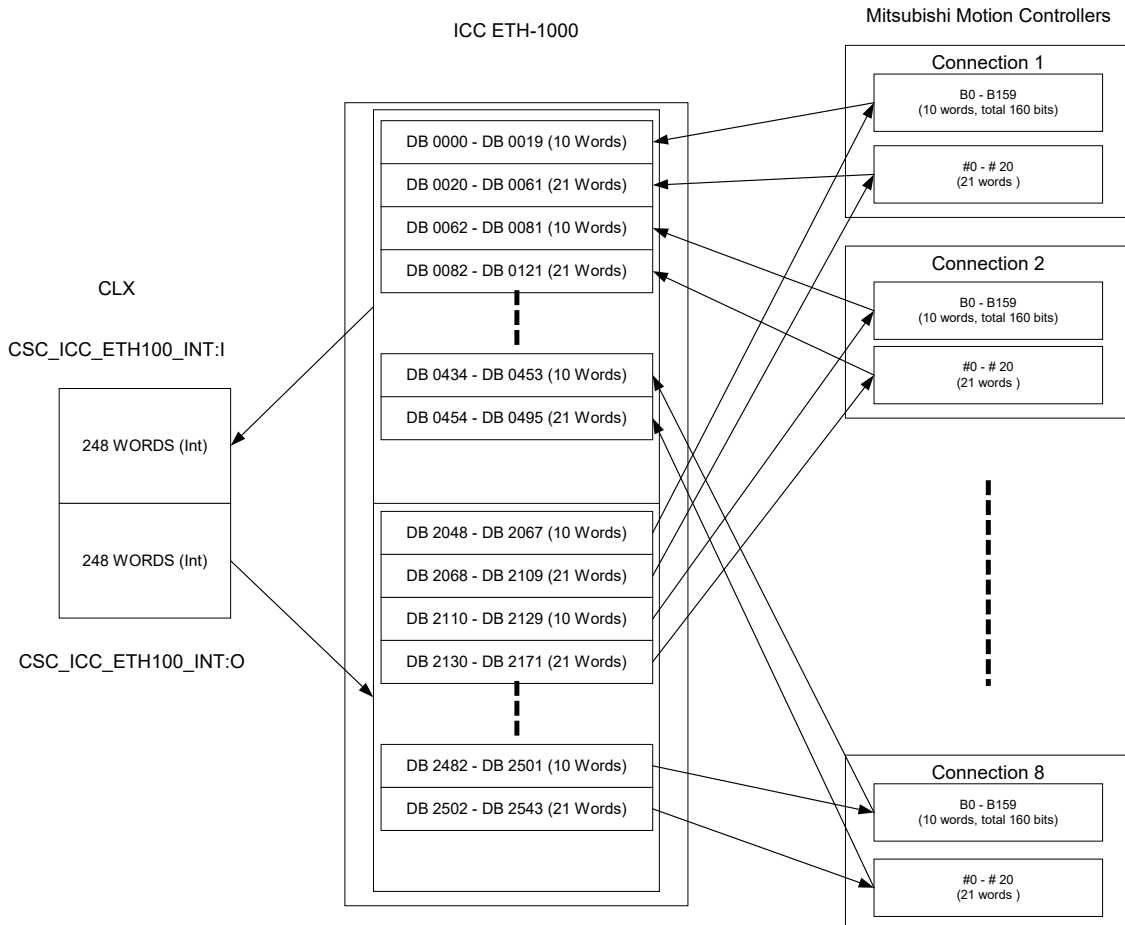 Mitsubishi Motion Controllers
ICC ETH-1000
Connection 1
B0 - B159
(10 words, total 160 bits)
#0 - # 20
(21 words )
DB 0000 - DB 0019 (10 Words)
DB 0020 - DB 0061 (21 Words)
DB 0062 - DB 0081 (10 Words)
DB 0082 - DB 0121 (21 Words)
Connection 2
B0 - B159
(10 words, total 160 bits)
#0 - # 20
(21 words )
CLX
CSC_ICC_ETH100_INT:I
248 WORDS (Int)
248 WORDS (Int)
CSC_ICC_ETH100_INT:O
DB 0434 - DB 0453 (10 Words)
DB 0454 - DB 0495 (21 Words)
DB 2048 - DB 2067 (10 Words)
DB 2068 - DB 2109 (21 Words)
DB 2110 - DB 2129 (10 Words)
DB 2130 - DB 2171 (21 Words)
DB 2482 - DB 2501 (10 Words)
DB 2502 - DB 2543 (21 Words)
Connection 8
B0 - B159
(10 words, total 160 bits)
#0 - # 20
(21 words )